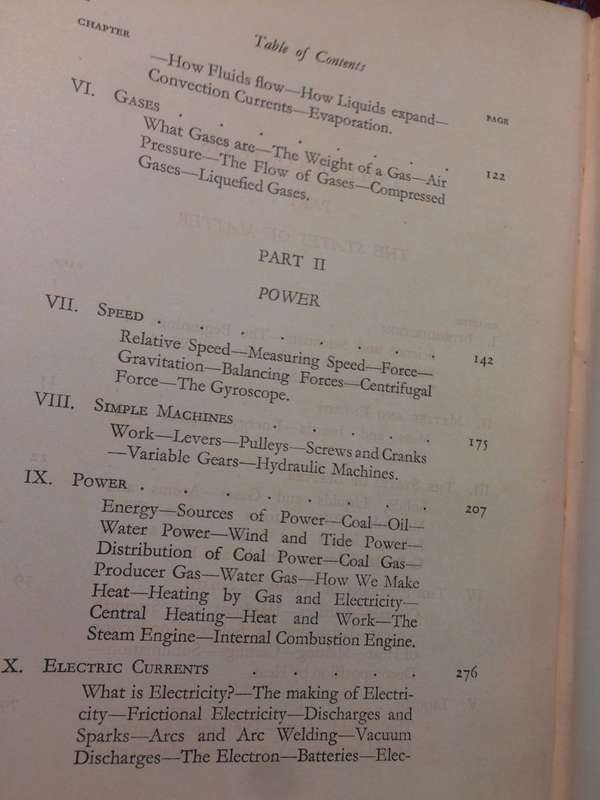 Table of Contents
CHAPTER
PAGE
—How Fluids flow—How Liquids expand—
Convection Currents—Evaporation.
VI. GASES . . . . . . . 122
What Gases are—The Weight of a Gas—Air
Pressure—The Flow of Gases—Compressed
Gases—Liquefied Gases.
PART II
POWER
VII. SPEED . . . . . . . . 142
Relative Speed—Measuring Speed—Force—
Gravitation—Balancing Forces—Centrifugal
Force—The Gyroscope.
VIII. SIMPLE MACHINES . . . . . 175
Work—Levers—Pulleys—Screws and Cranks
—Variable Gears—Hydraulic Machines.
IX. POWER . . . . . . . . 207
Energy—Sources of Power—Coal—Oil—
Water Power—Wind and Tide Power—
Distribution of Coal Power—Coal Gas—
Producer Gas—Water Gas—How We Make
Heat—Heating by Gas and Electricity—
Central Heating—Heat and Work—The
Steam Engine—Internal Combustion Engine.
X. ELECTRIC CURRENTS . . . . . 276
What is Electricity?—The making of Electri-
city—Frictional Electricity—Discharges and
Sparks—Arcs and Arc Welding—Vacuum
Discharges—The Electron—Batteries—Elec-